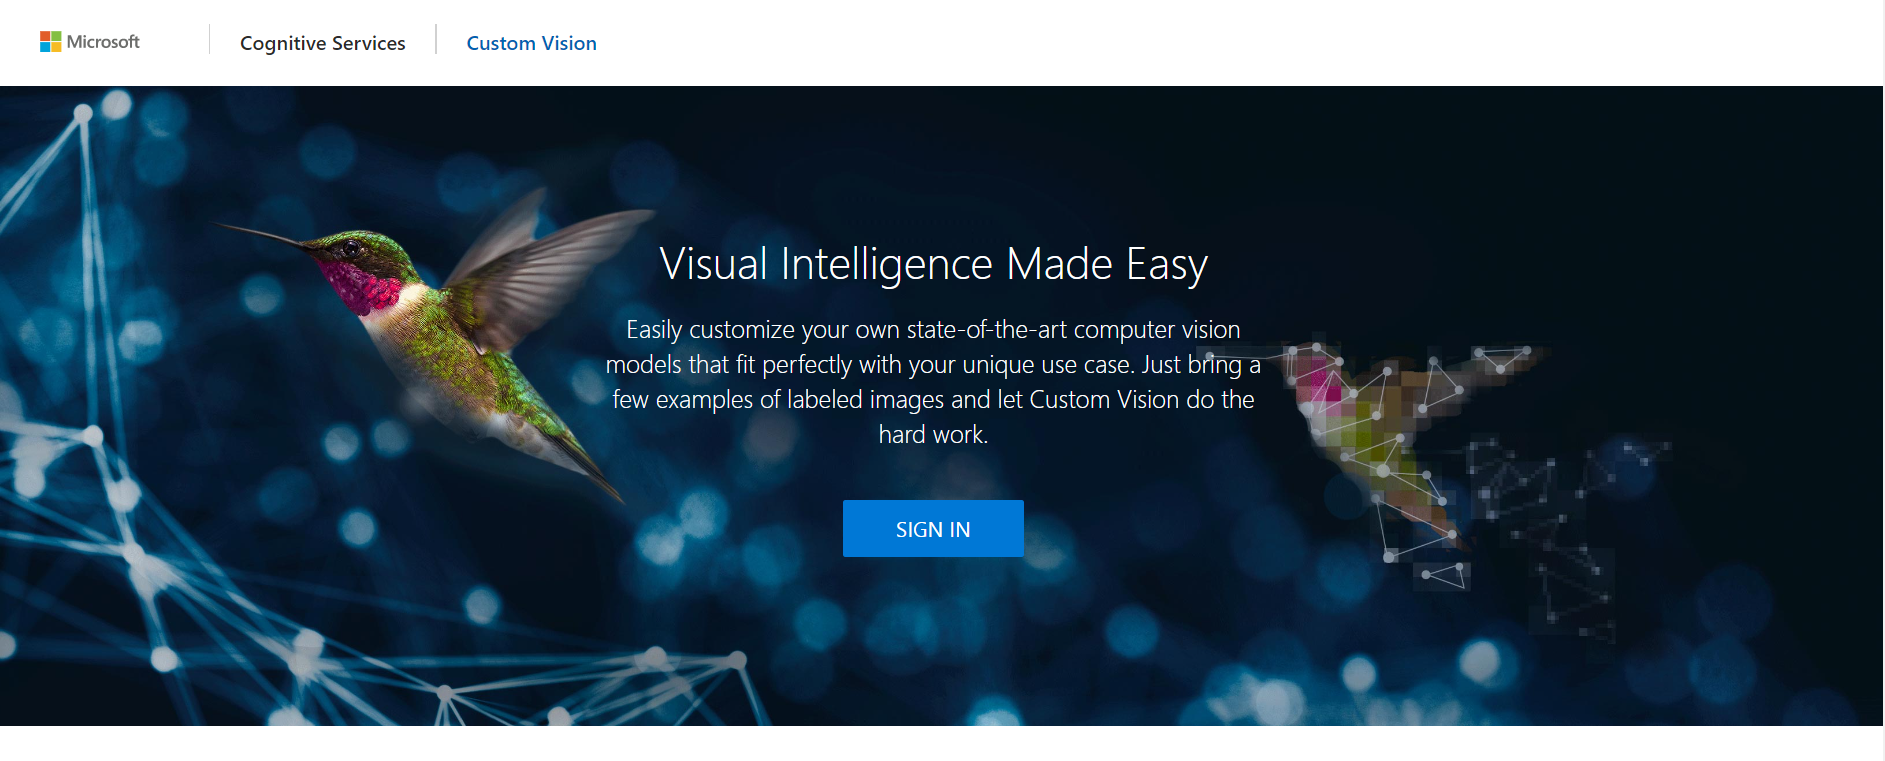 Microsoft
Cognitive Services
Custom Vision
Visual Intelligence Made Easy
Easily customize your own state-of-the-art computer vision
models that fit perfectly with your unique use case. Just bring a
few examples of labeled images and let Custom Vision do the
hard work.
SIGN IN